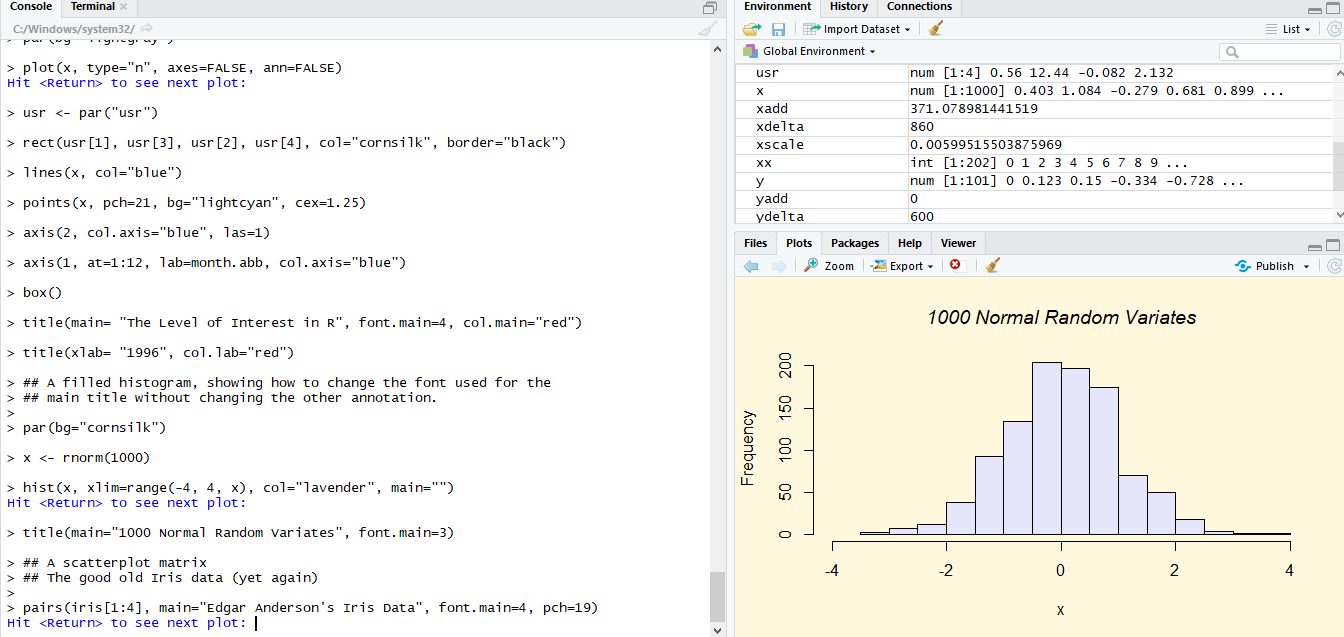 Console Terminal ×
C:/Windows/system32/
> par(bg="lightgray")
> plot(x, type="n", axes=FALSE, ann=FALSE)
Hit <Return> to see next plot:
> usr <- par("usr")
> rect(usr[1], usr[3], usr[2], usr[4], col="cornsilk", border="black")
> lines(x, col="blue")
> points(x, pch=21, bg="lightcyan", cex=1.25)
> axis(2, col.axis="blue", las=1)
> axis(1, at=1:12, lab=month.abb, col.axis="blue")
> box()
> title(main= "The Level of Interest in R", font.main=4, col.main="red")
> title(xlab= "1996", col.lab="red")
> ## A filled histogram, showing how to change the font used for the
> ## main title without changing the other annotation.
>
> par(bg="cornsilk")
> x <- rnorm(1000)
> hist(x, xlim=range(-4, 4, x), col="lavender", main="")
Hit <Return> to see next plot:
> title(main="1000 Normal Random Variates", font.main=3)
> ## A scatterplot matrix
> ## The good old Iris data (yet again)
>
> pairs(iris[1:4], main="Edgar Anderson's Iris Data", font.main=4, pch=19)
Hit <Return> to see next plot:
Environment History Connections
Import Dataset List
Global Environment
usr num [1:4] 0.56 12.44 -0.082 2.132
x num [1:1000] 0.403 1.084 -0.279 0.681 0.899 ...
xadd 371.078981441519
xdelta 860
xscale 0.00599515503875969
xx int [1:202] 0 1 2 3 4 5 6 7 8 9 ...
y num [1:101] 0 0.123 0.15 -0.334 -0.728 ...
yadd 0
ydelta 600
Files Plots Packages Help Viewer
Zoom Export Publish
1000 Normal Random Variates
Frequency
200
150
100
50
0
-4 -2 0 2 4
x